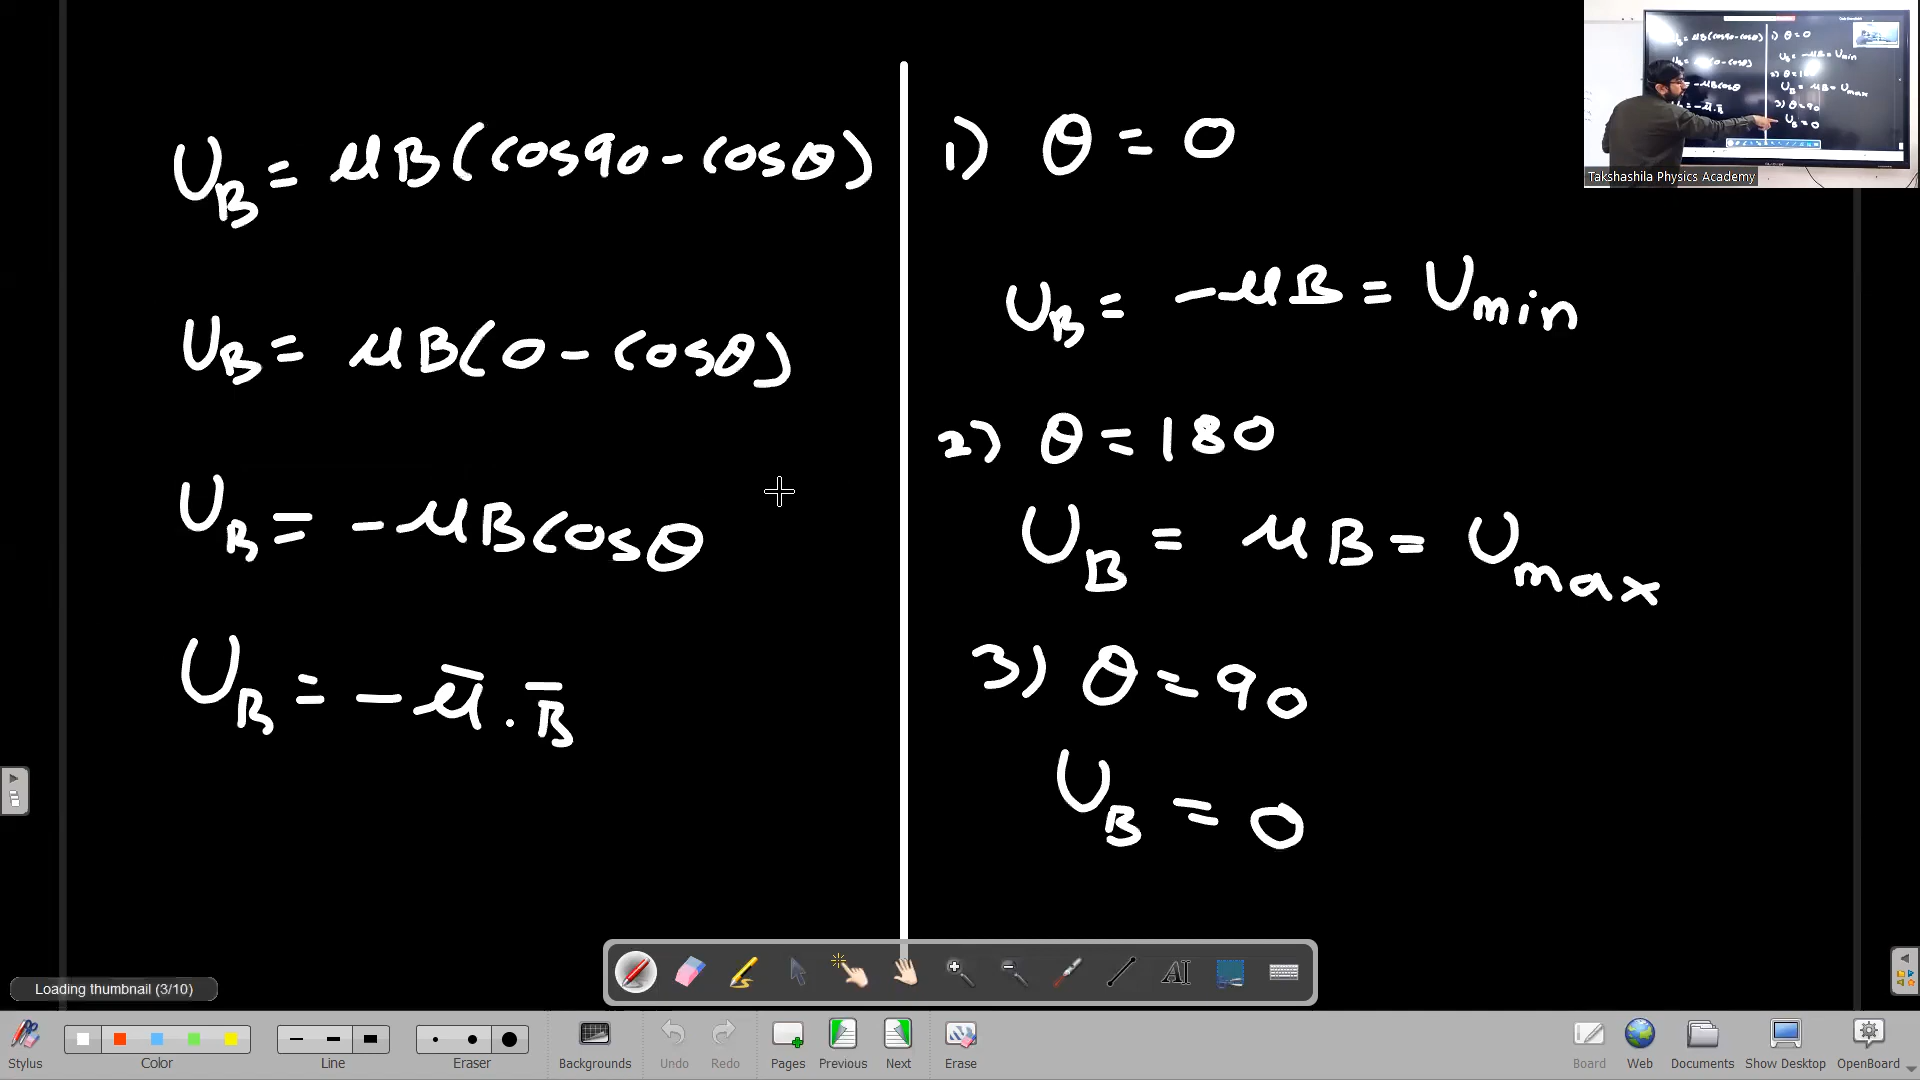 U_B = μB(cos90 - cosθ)
U_B = μB(0 - cosθ)
U_B = -μBcosθ
U_B = -μ̄ . B̄
1) θ = 0
U_B = -μB = U_min
2) θ = 180
U_B = μB = U_max
3) θ = 90
U_B = 0
Takshashila Physics Academy
Loading thumbnail (3/10)
Stylus
Color
Line
Eraser
Backgrounds
Undo
Redo
Pages
Previous
Next
Erase
Board
Web
Documents
Show Desktop
OpenBoard